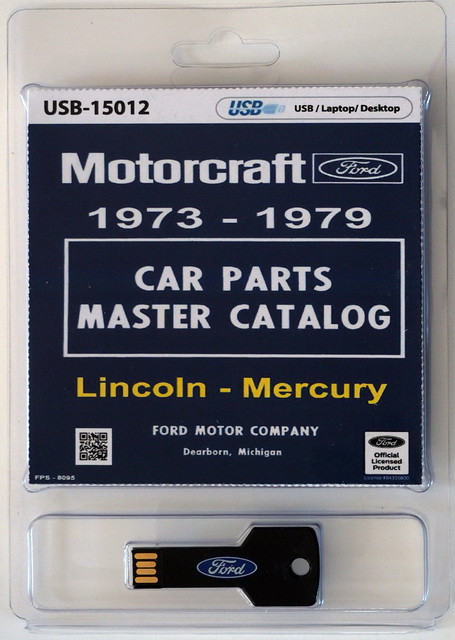 USB-15012
USB USB / Laptop/ Desktop
Motorcraft Ford
1973 - 1979
CAR PARTS
MASTER CATALOG
Lincoln - Mercury
FORD MOTOR COMPANY
Dearborn, Michigan
Ford
Official
Licensed
Product
FPS - 8095
Ford